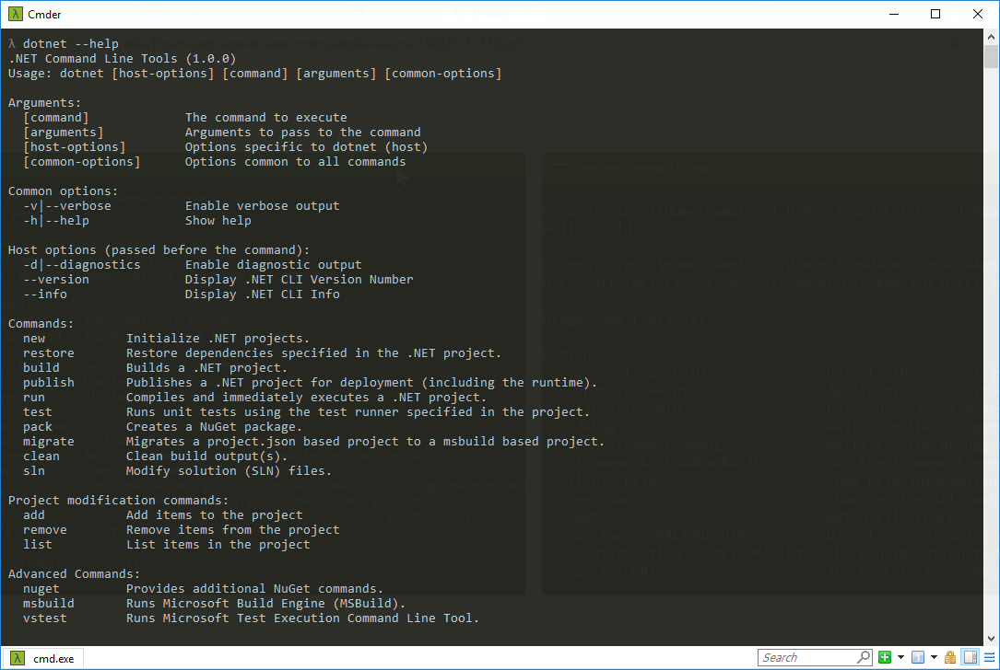 Cmder
λ dotnet --help
.NET Command Line Tools (1.0.0)
Usage: dotnet [host-options] [command] [arguments] [common-options]
Arguments:
[command] The command to execute
[arguments] Arguments to pass to the command
[host-options] Options specific to dotnet (host)
[common-options] Options common to all commands
Common options:
-v|--verbose Enable verbose output
-h|--help Show help
Host options (passed before the command):
-d|--diagnostics Enable diagnostic output
--version Display .NET CLI Version Number
--info Display .NET CLI Info
Commands:
new Initialize .NET projects.
restore Restore dependencies specified in the .NET project.
build Builds a .NET project.
publish Publishes a .NET project for deployment (including the runtime).
run Compiles and immediately executes a .NET project.
test Runs unit tests using the test runner specified in the project.
pack Creates a NuGet package.
migrate Migrates a project.json based project to a msbuild based project.
clean Clean build output(s).
sln Modify solution (SLN) files.
Project modification commands:
add Add items to the project
remove Remove items from the project
list List items in the project
Advanced Commands:
nuget Provides additional NuGet commands.
msbuild Runs Microsoft Build Engine (MSBuild).
vstest Runs Microsoft Test Execution Command Line Tool.
cmd.exe
Search